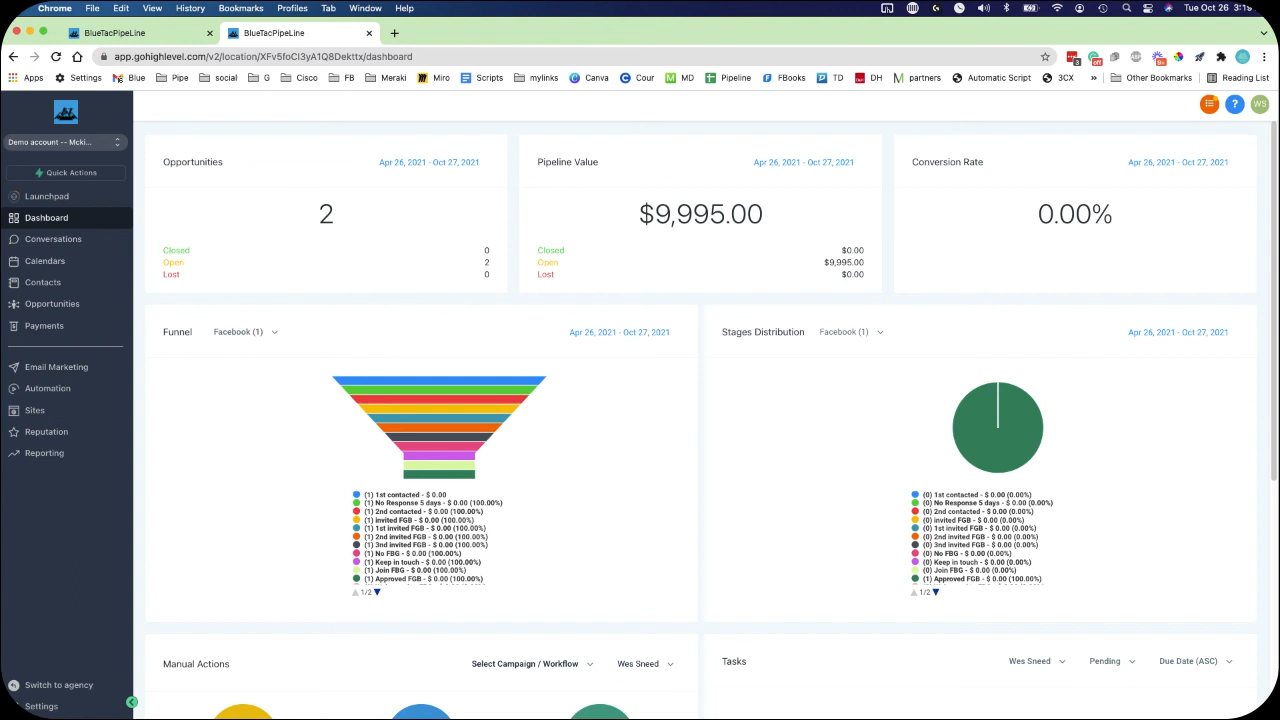 Chrome File Edit View History Bookmarks Profiles Tab Window Help
Tue Oct 26 3:15
BlueTacPipeLine
BlueTacPipeLine
app.gohighlevel.com/v2/location/XFv5foCI3yA1Q8Dekttx/dashboard
Apps Settings Blue Pipe social G Cisco FB Meraki Miro Scripts mylinks Canva Cour MD Pipeline FBooks TD DH partners Automatic Script 3CX » Other Bookmarks Reading List
? WS
Demo account -- Mcki...
Quick Actions
Launchpad
Dashboard
Conversations
Calendars
Contacts
Opportunities
Payments
Email Marketing
Automation
Sites
Reputation
Reporting
Switch to agency
Settings
Opportunities Apr 26, 2021 - Oct 27, 2021
2
Closed 0
Open 2
Lost 0
Pipeline Value Apr 26, 2021 - Oct 27, 2021
$9,995.00
Closed $0.00
Open $9,995.00
Lost $0.00
Conversion Rate Apr 26, 2021 - Oct 27, 2021
0.00%
Funnel Facebook (1) Apr 26, 2021 - Oct 27, 2021
(1) 1st contacted - $ 0.00
(1) No Response 5 days - $ 0.00 (100.00%)
(1) 2nd contacted - $ 0.00 (100.00%)
(1) invited FGB - $ 0.00 (100.00%)
(1) 1st invited FGB - $ 0.00 (100.00%)
(1) 2nd invited FGB - $ 0.00 (100.00%)
(1) 3nd invited FGB - $ 0.00 (100.00%)
(1) No FBG - $ 0.00 (100.00%)
(1) Keep in touch - $ 0.00 (100.00%)
(1) Join FBG - $ 0.00 (100.00%)
(1) Approved FGB - $ 0.00 (100.00%)
1/2
Stages Distribution Facebook (1) Apr 26, 2021 - Oct 27, 2021
(0) 1st contacted - $ 0.00 (0.00%)
(0) No Response 5 days - $ 0.00 (0.00%)
(0) 2nd contacted - $ 0.00 (0.00%)
(0) invited FGB - $ 0.00 (0.00%)
(0) 1st invited FGB - $ 0.00 (0.00%)
(0) 2nd invited FGB - $ 0.00 (0.00%)
(0) 3nd invited FGB - $ 0.00 (0.00%)
(0) No FBG - $ 0.00 (0.00%)
(0) Keep in touch - $ 0.00 (0.00%)
(0) Join FBG - $ 0.00 (0.00%)
(1) Approved FGB - $ 0.00 (100.00%)
1/2
Manual Actions Select Campaign / Workflow Wes Sneed
Tasks Wes Sneed Pending Due Date (ASC)